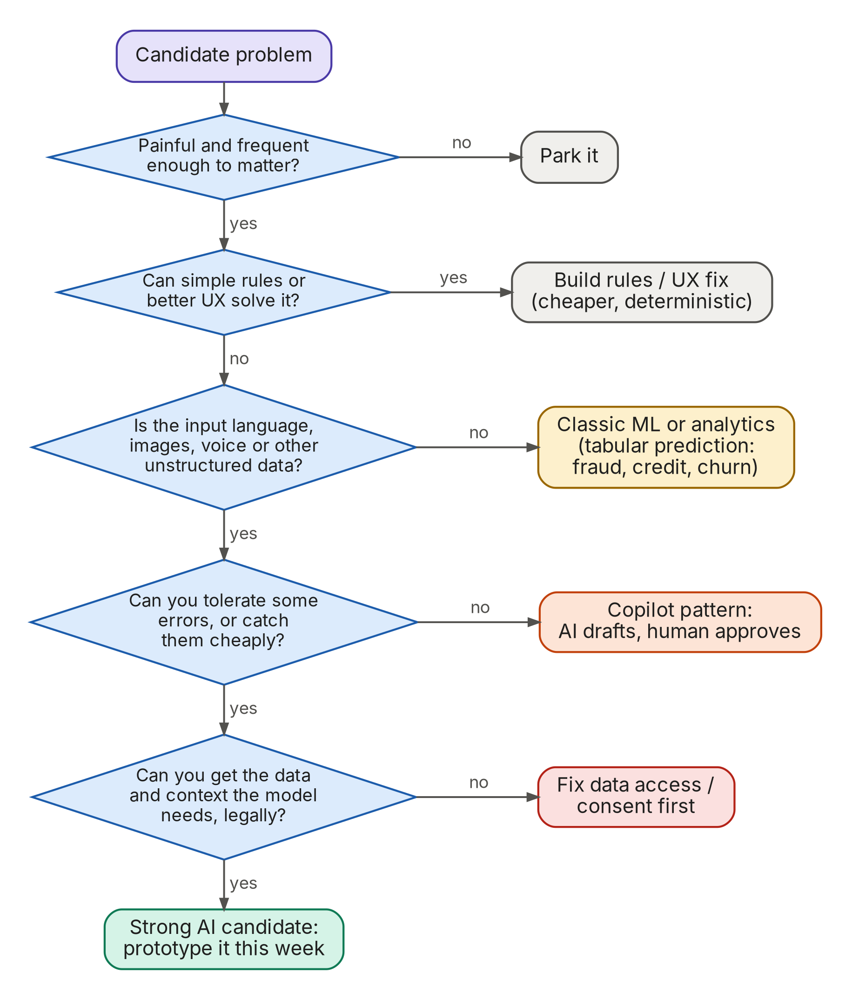 Candidate problem
Painful and frequent
enough to matter?
no
Park it
yes
Can simple rules or
better UX solve it?
yes
Build rules / UX fix
(cheaper, deterministic)
no
Is the input language,
images, voice or other
unstructured data?
no
Classic ML or analytics
(tabular prediction:
fraud, credit, churn)
yes
Can you tolerate some
errors, or catch
them cheaply?
no
Copilot pattern:
AI drafts, human approves
yes
Can you get the data
and context the model
needs, legally?
no
Fix data access /
consent first
yes
Strong AI candidate:
prototype it this week